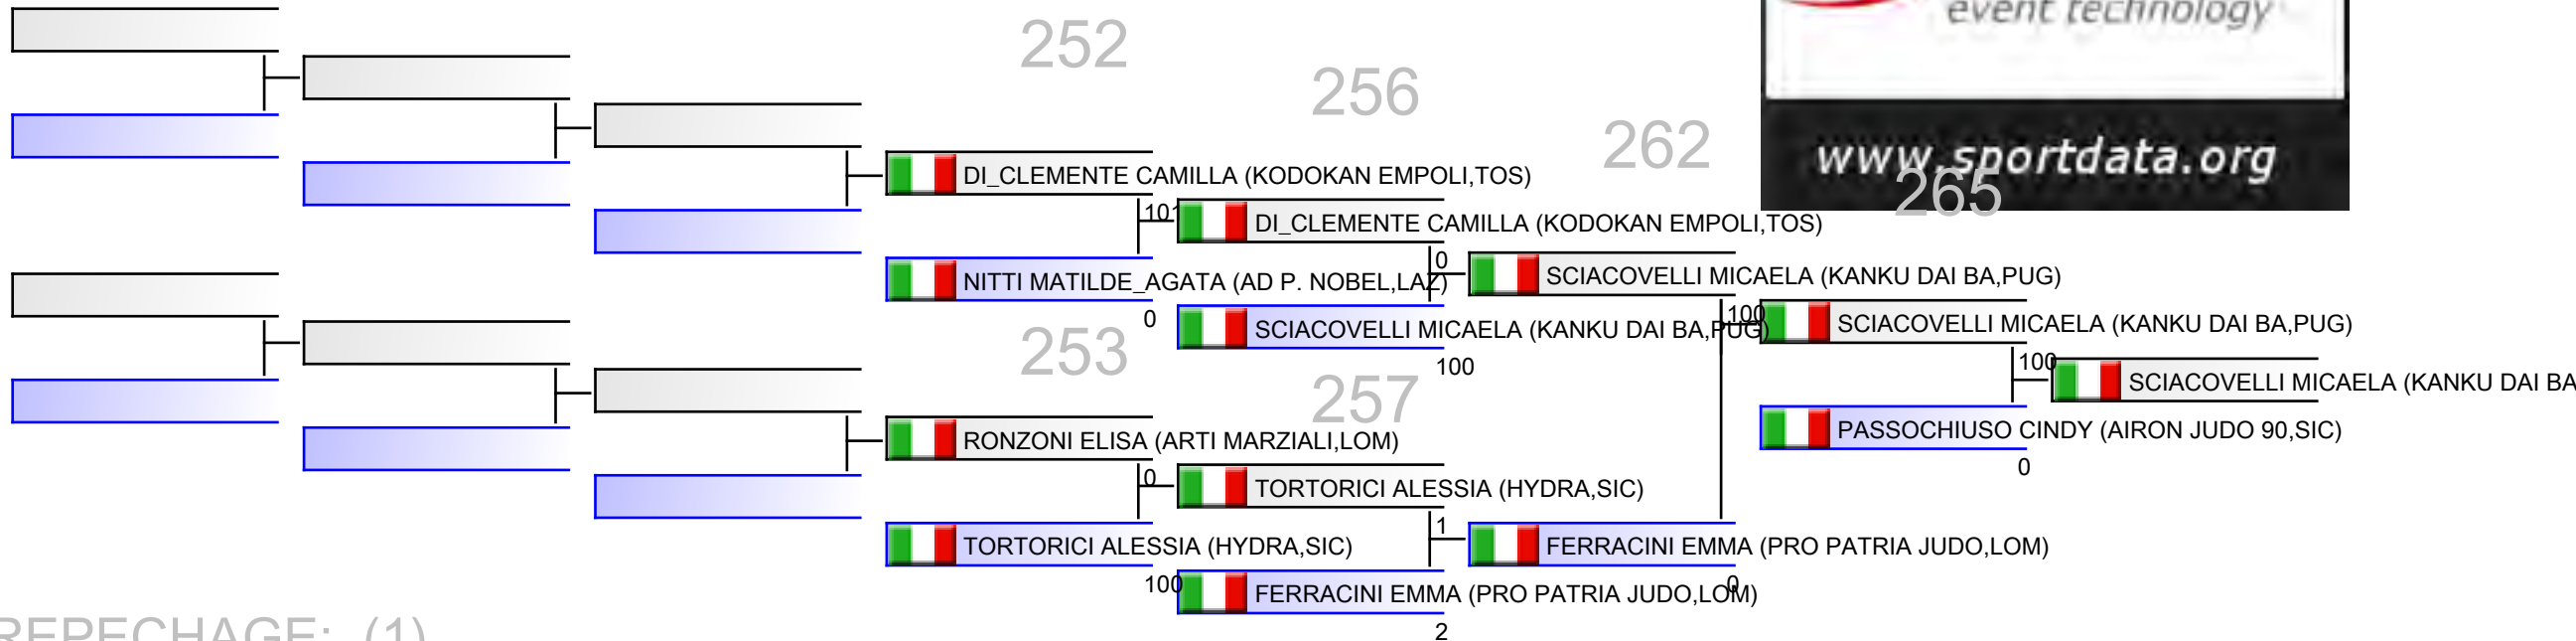 event technology
252
256
262
www.sportdata.org
265
DI_CLEMENTE CAMILLA (KODOKAN EMPOLI,TOS)
101
DI_CLEMENTE CAMILLA (KODOKAN EMPOLI,TOS)
0
NITTI MATILDE_AGATA (AD P. NOBEL,LAZ)
0
SCIACOVELLI MICAELA (KANKU DAI BA,PUG)
100
SCIACOVELLI MICAELA (KANKU DAI BA,PUG)
100
SCIACOVELLI MICAELA (KANKU DAI BA,PUG)
100
SCIACOVELLI MICAELA (KANKU DAI BA
253
257
RONZONI ELISA (ARTI MARZIALI,LOM)
0
TORTORICI ALESSIA (HYDRA,SIC)
1
PASSOCHIUSO CINDY (AIRON JUDO 90,SIC)
0
TORTORICI ALESSIA (HYDRA,SIC)
100
FERRACINI EMMA (PRO PATRIA JUDO,LOM)
0
FERRACINI EMMA (PRO PATRIA JUDO,LOM)
2
REPECHAGE: (1)